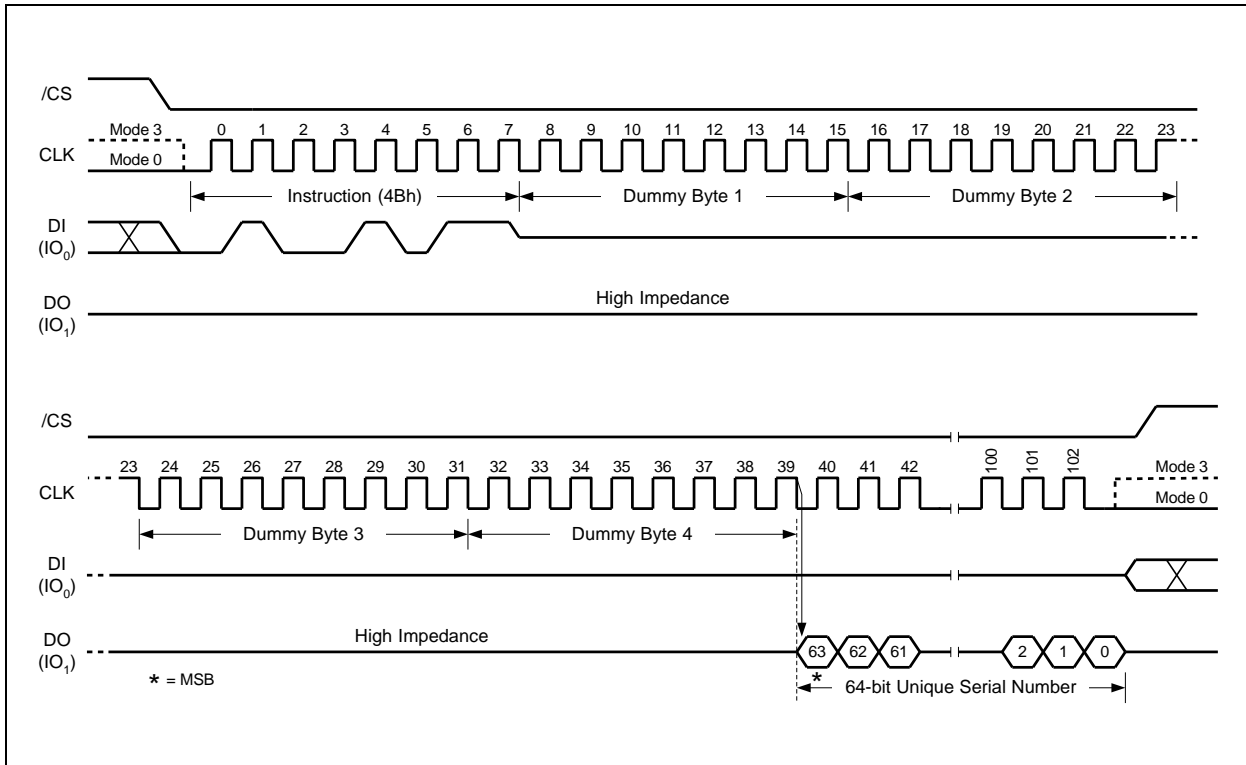 /CS
Mode 3 0 1 2 3 4 5 6 7 8 9 10 11 12 13 14 15 16 17 18 19 20 21 22 23
CLK Mode 0
Instruction (4Bh) Dummy Byte 1 Dummy Byte 2
DI
(IO0)
High Impedance
DO
(IO1)
/CS
23 24 25 26 27 28 29 30 31 32 33 34 35 36 37 38 39 40 41 42 100 101 102 Mode 3
CLK Mode 0
Dummy Byte 3 Dummy Byte 4
DI
(IO0)
High Impedance
DO
(IO1)
63 62 61 2 1 0
* = MSB * 64-bit Unique Serial Number